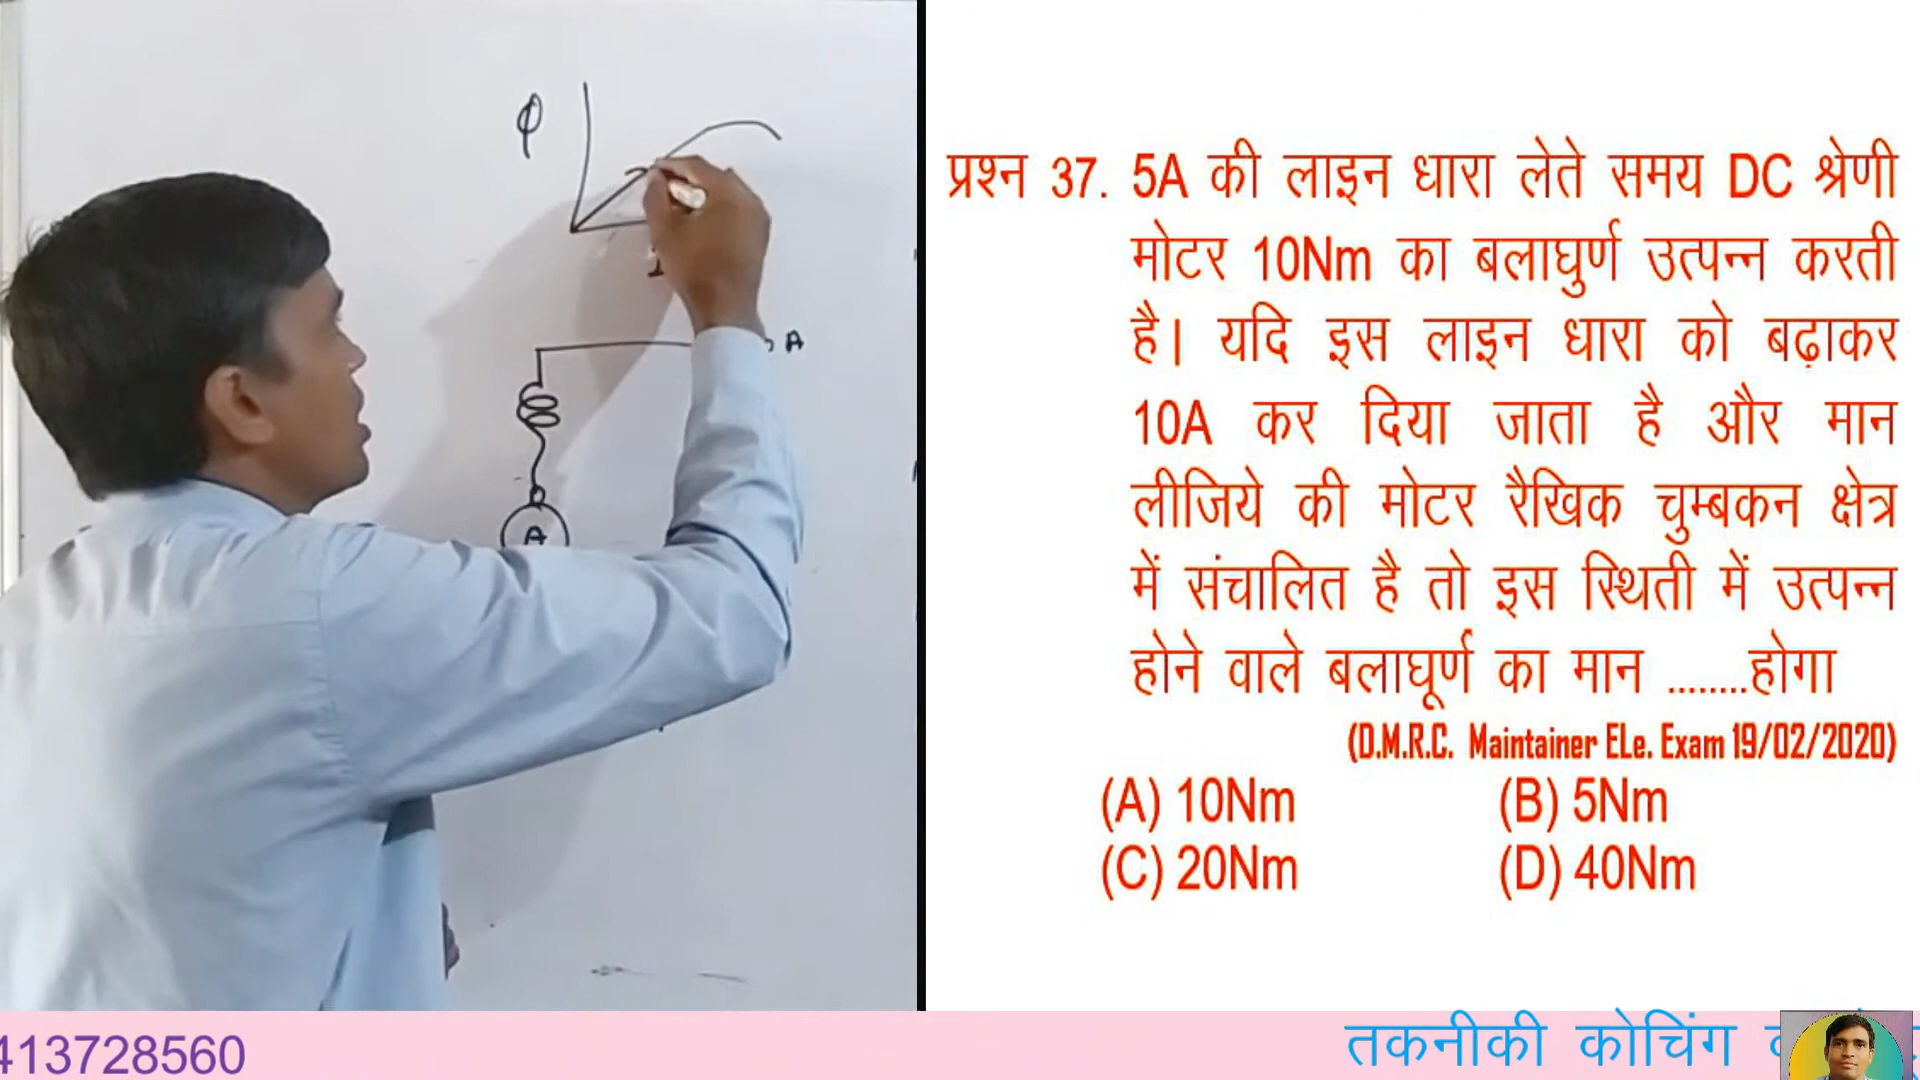 φ
A
A
प्रश्न 37. 5A की लाइन धारा लेते समय DC श्रेणी
मोटर 10Nm का बलाघुर्ण उत्पन्न करती
है। यदि इस लाइन धारा को बढ़ाकर
10A कर दिया जाता है और मान
लीजिये की मोटर रैखिक चुम्बकन क्षेत्र
में संचालित है तो इस स्थिती में उत्पन्न
होने वाले बलाघूर्ण का मान ........होगा
(D.M.R.C. Maintainer ELe. Exam 19/02/2020)
(A) 10Nm (B) 5Nm
(C) 20Nm (D) 40Nm
413728560
तकनीकी कोचिंग